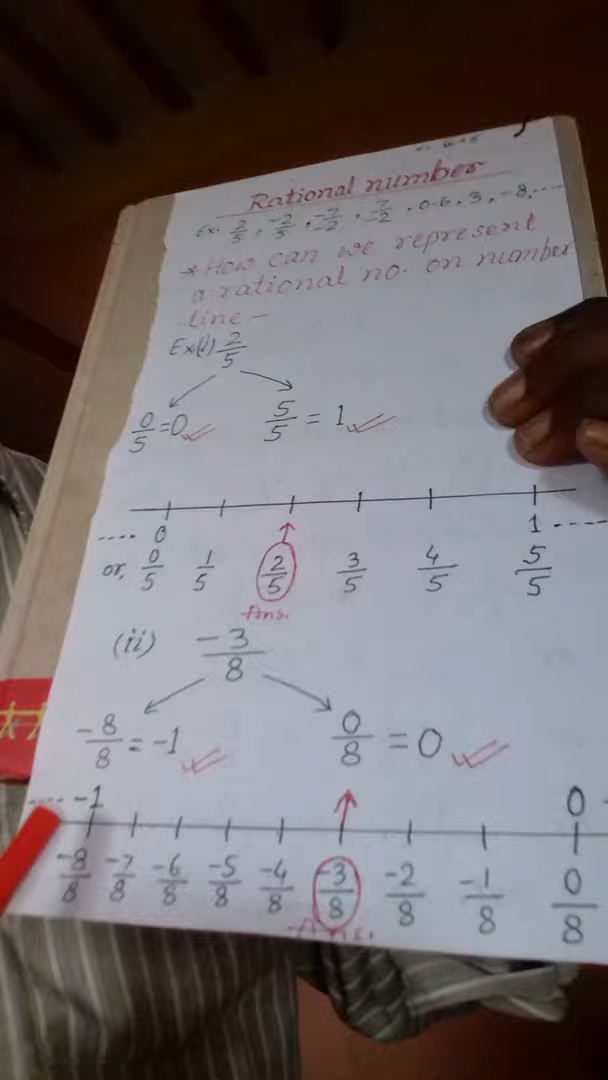 Rational number
Ex. 2/5, -2/5, -7/-2, 7/-2, 0.6, 3, -8, ....
* How can we represent
a rational no. on number
line -
Ex(i) 2/5
0/5 = 0 5/5 = 1
.... 0 1 ----
or, 0/5 1/5 2/5 3/5 4/5 5/5
Ans.
(ii) -3/8
-8/8 = -1 0/8 = 0
.... -1 0
-8/8 -7/8 -6/8 -5/8 -4/8 -3/8 -2/8 -1/8 0/8
Ans.